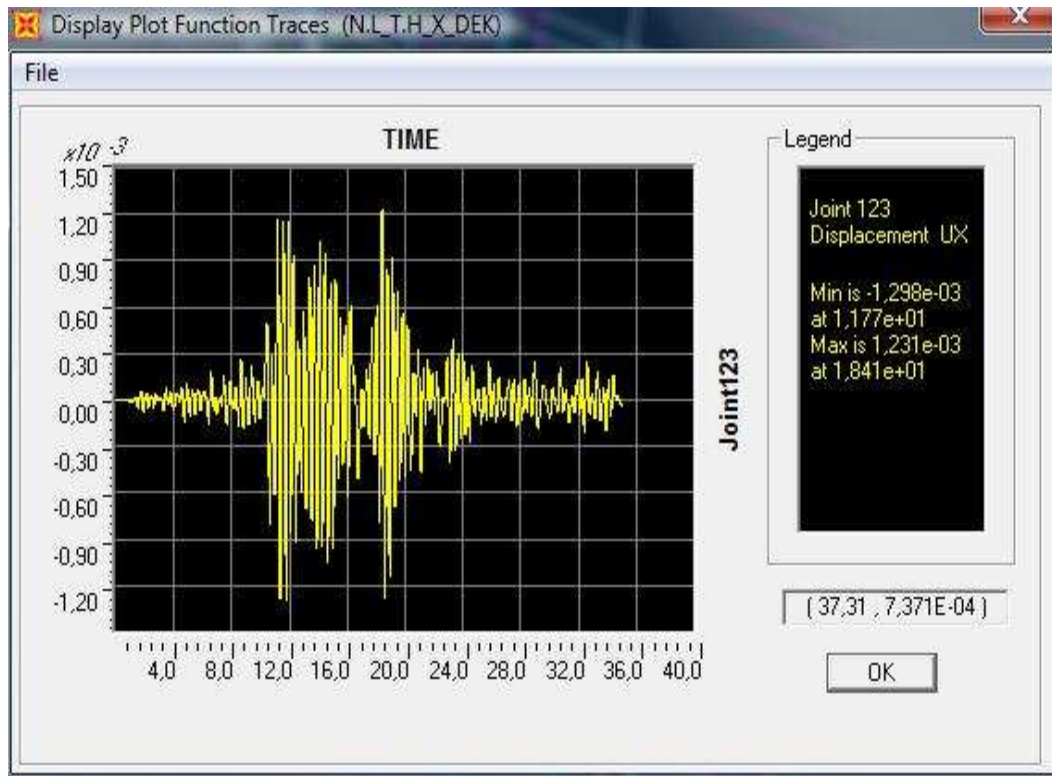 Display Plot Function Traces (N.L_T.H_X_DEK)
X
File
TIME
x10 -3
1,50
1,20
0,90
0,60
0,30
0,00
-0,30
-0,60
-0,90
-1,20
4,0 8,0 12,0 16,0 20,0 24,0 28,0 32,0 36,0 40,0
Joint123
Legend
Joint 123
Displacement UX
Min is -1,298e-03
at 1,177e+01
Max is 1,231e-03
at 1,841e+01
( 37,31 , 7,371E-04 )
OK